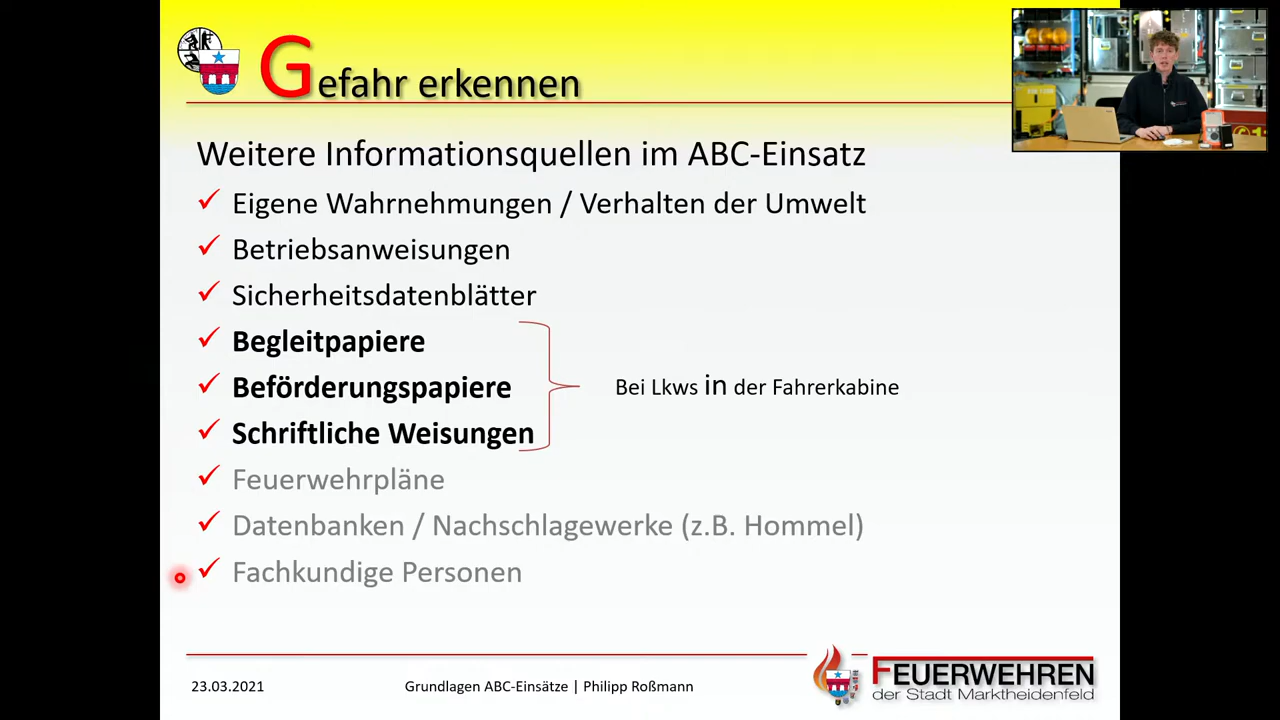 Gefahr erkennen
Weitere Informationsquellen im ABC-Einsatz
Eigene Wahrnehmungen / Verhalten der Umwelt
Betriebsanweisungen
Sicherheitsdatenblätter
Begleitpapiere
Beförderungspapiere
Schriftliche Weisungen
Bei Lkws in der Fahrerkabine
Feuerwehrpläne
Datenbanken / Nachschlagewerke (z.B. Hommel)
Fachkundige Personen
23.03.2021
Grundlagen ABC-Einsätze | Philipp Roßmann
FEUERWEHREN
der Stadt Marktheidenfeld